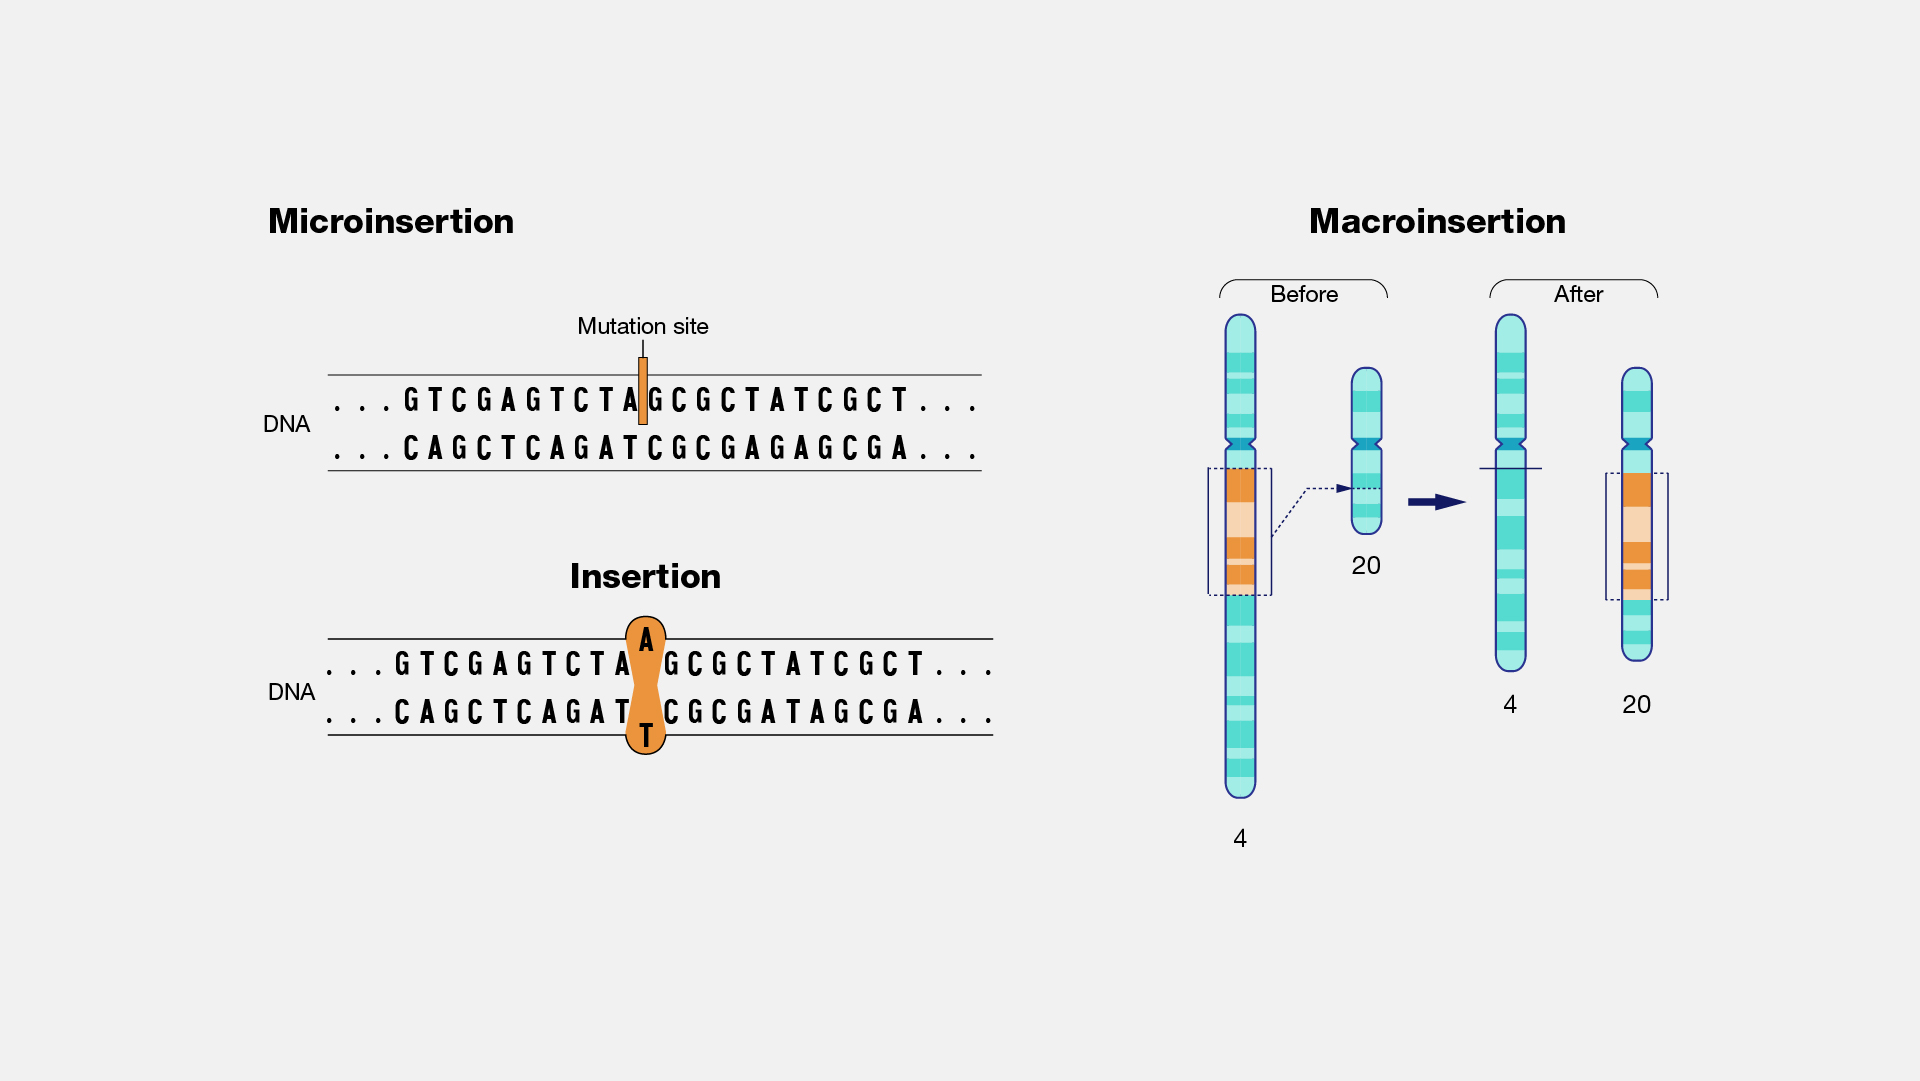 Microinsertion
Mutation site
DNA
. . . G T C G A G T C T A G C G C T A T C G C T . . .
. . . C A G C T C A G A T C G C G A G A G C G A . . .
Insertion
A
DNA
. . . G T C G A G T C T A G C G C T A T C G C T . . .
. . . C A G C T C A G A T C G C G A T A G C G A . . .
T
Macroinsertion
Before
After
20
4
4
20